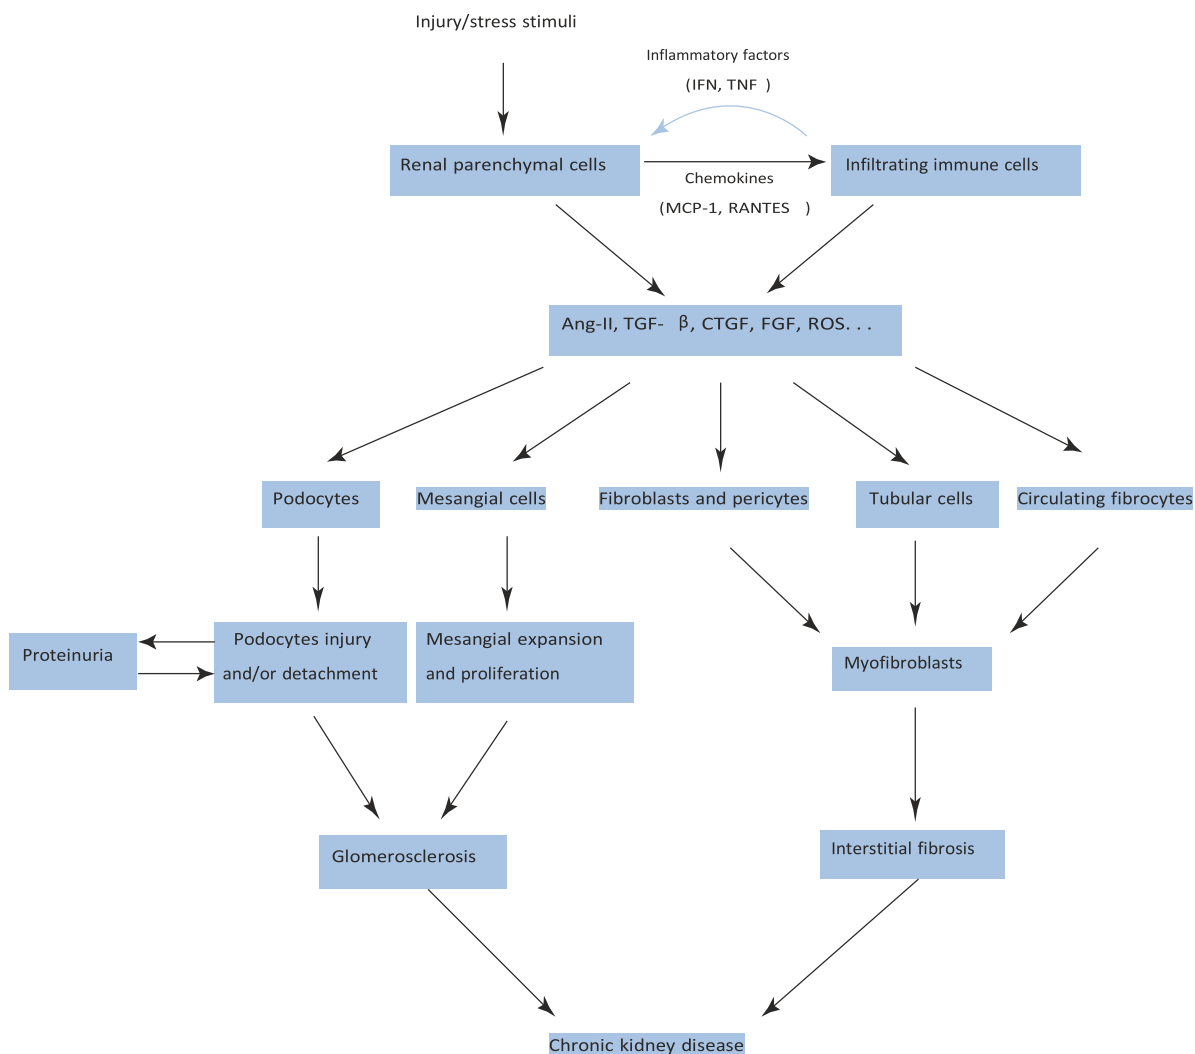 Injury/stress stimuli
Inflammatory factors
(IFN, TNF )
Renal parenchymal cells
Infiltrating immune cells
Chemokines
(MCP-1, RANTES )
Ang-II, TGF- β, CTGF, FGF, ROS. . .
Podocytes
Mesangial cells
Fibroblasts and pericytes
Tubular cells
Circulating fibrocytes
Proteinuria
Podocytes injury
and/or detachment
Mesangial expansion
and proliferation
Myofibroblasts
Glomerosclerosis
Interstitial fibrosis
Chronic kidney disease